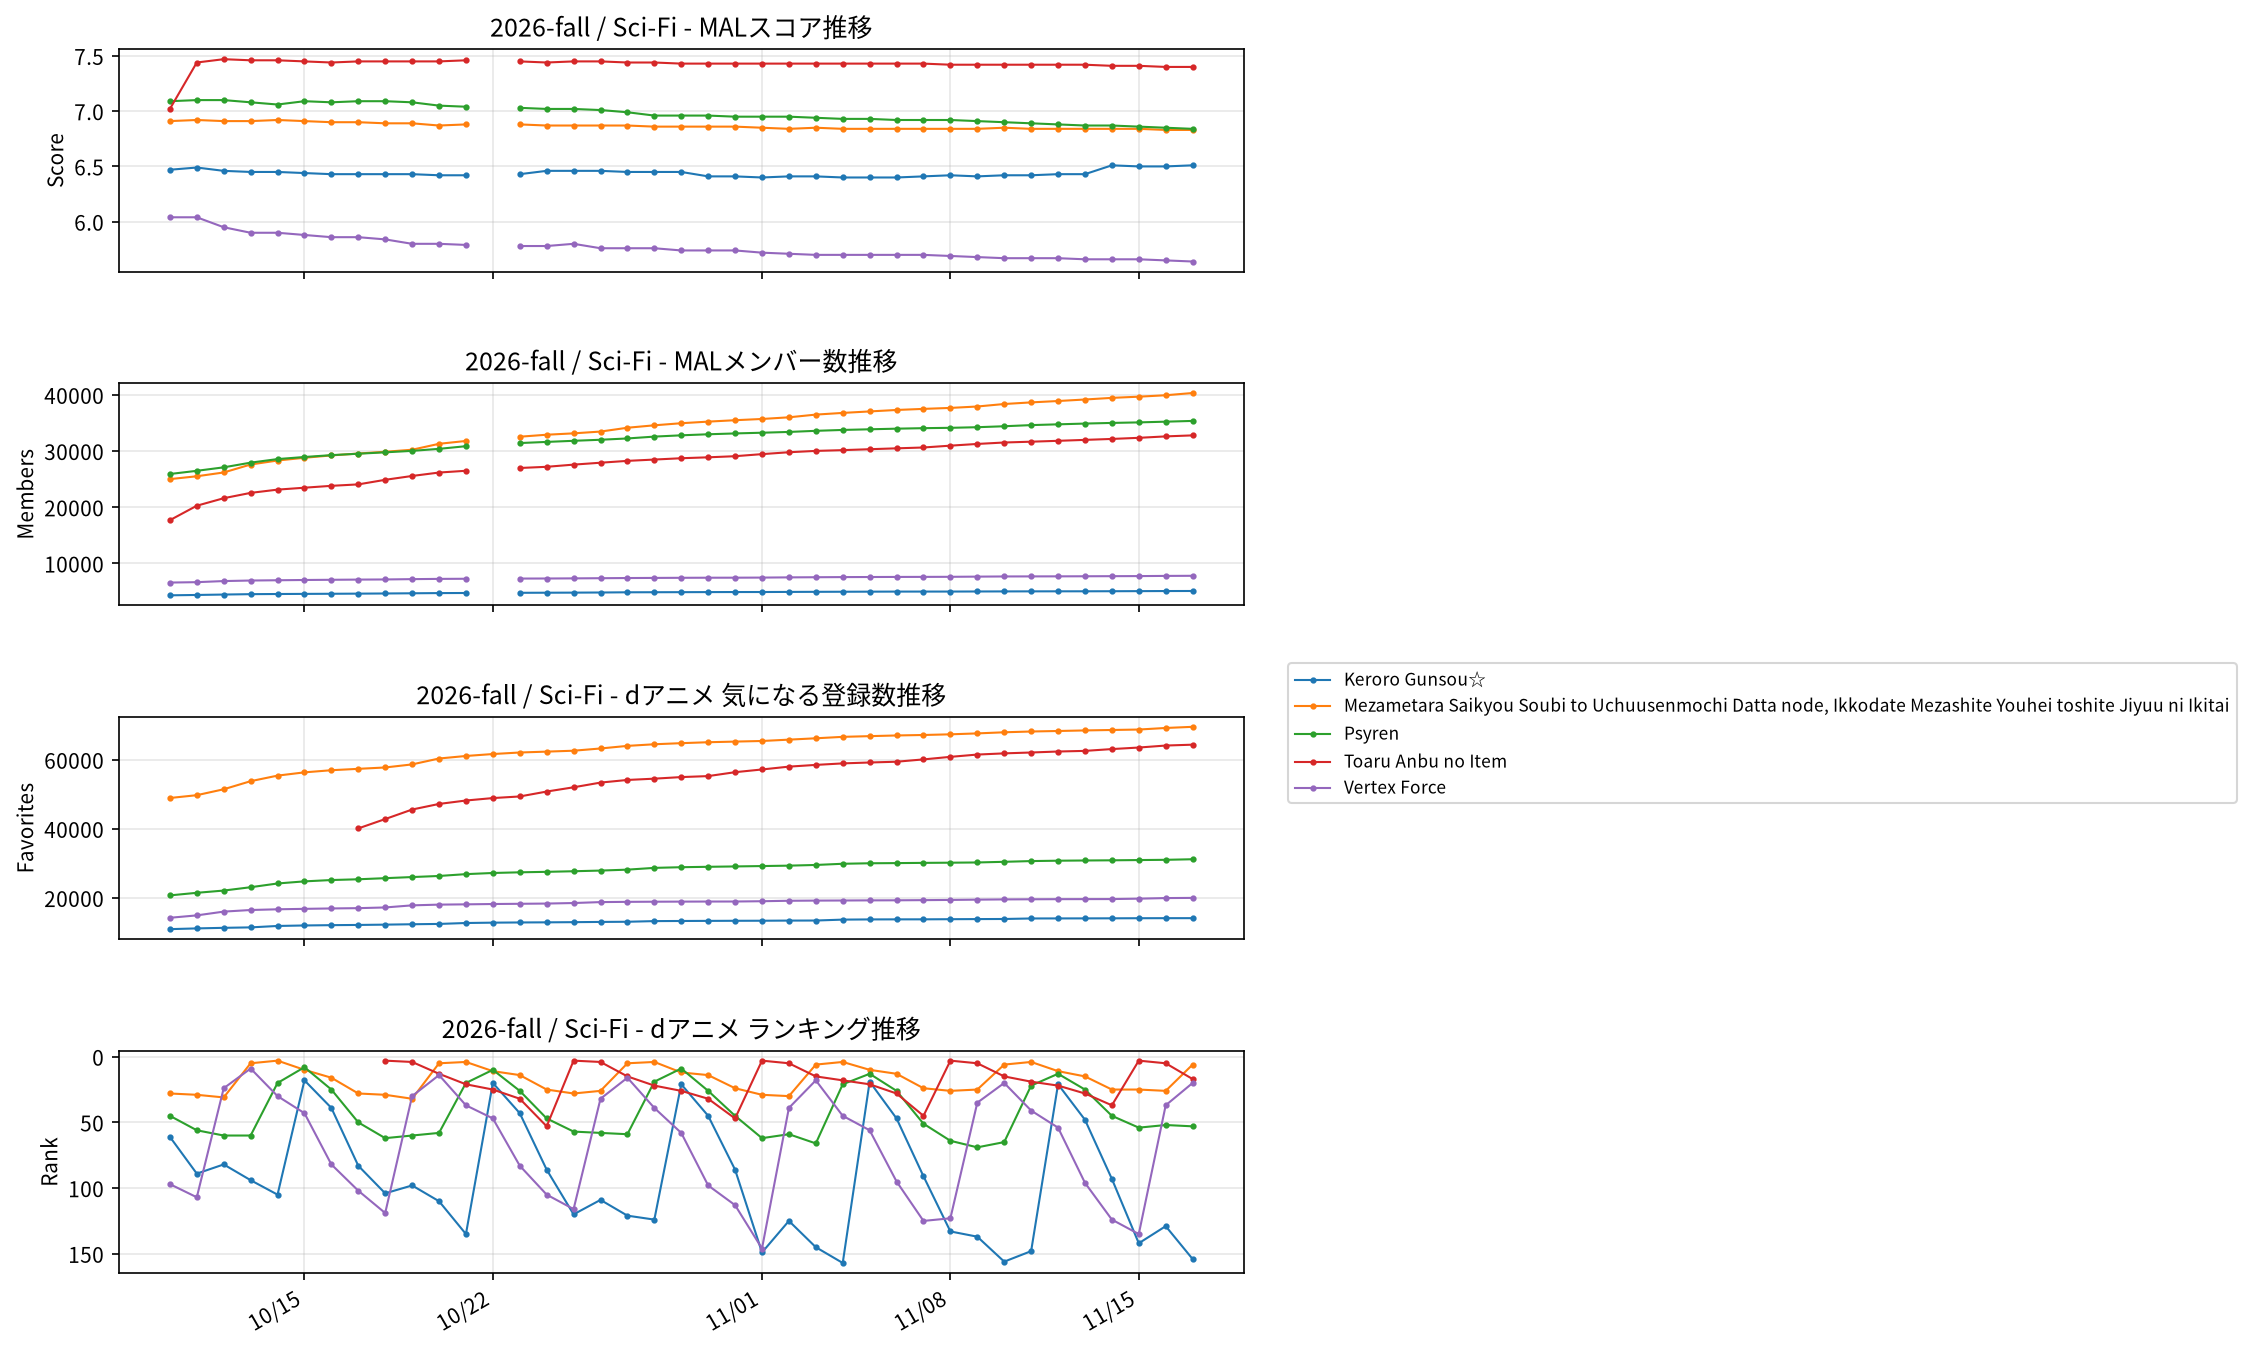 2026-fall / Sci-Fi - MALスコア推移
Score
7.5
7.0
6.5
6.0
2026-fall / Sci-Fi - MALメンバー数推移
Members
40000
30000
20000
10000
2026-fall / Sci-Fi - dアニメ 気になる登録数推移
Favorites
60000
40000
20000
Keroro Gunsou☆
Mezametara Saikyou Soubi to Uchuusenmochi Datta node, Ikkodate Mezashite Youhei toshite Jiyuu ni Ikitai
Psyren
Toaru Anbu no Item
Vertex Force
2026-fall / Sci-Fi - dアニメ ランキング推移
Rank
0
50
100
150
10/15
10/22
11/01
11/08
11/15